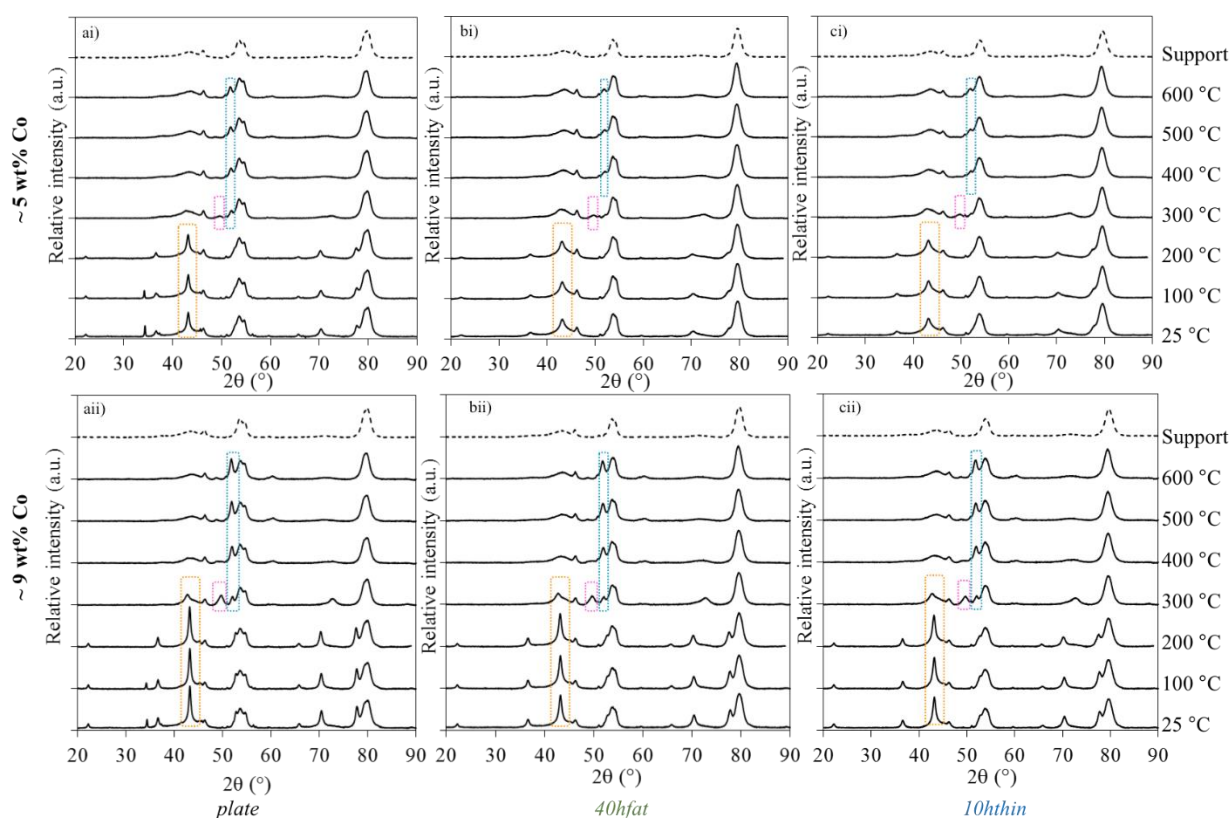 ~ 5 wt% Co
Relative intensity (a.u.)
ai)
20 30 40 50 60 70 80 90
2θ (°)
Relative intensity (a.u.)
bi)
20 30 40 50 60 70 80 90
2θ (°)
Relative intensity (a.u.)
ci)
20 30 40 50 60 70 80 90
2θ (°)
Support
600 °C
500 °C
400 °C
300 °C
200 °C
100 °C
25 °C
~ 9 wt% Co
Relative intensity (a.u.)
aii)
20 30 40 50 60 70 80 90
2θ (°)
plate
Relative intensity (a.u.)
bii)
20 30 40 50 60 70 80 90
2θ (°)
40hfat
Relative intensity (a.u.)
cii)
20 30 40 50 60 70 80 90
2θ (°)
10hthin
Support
600 °C
500 °C
400 °C
300 °C
200 °C
100 °C
25 °C